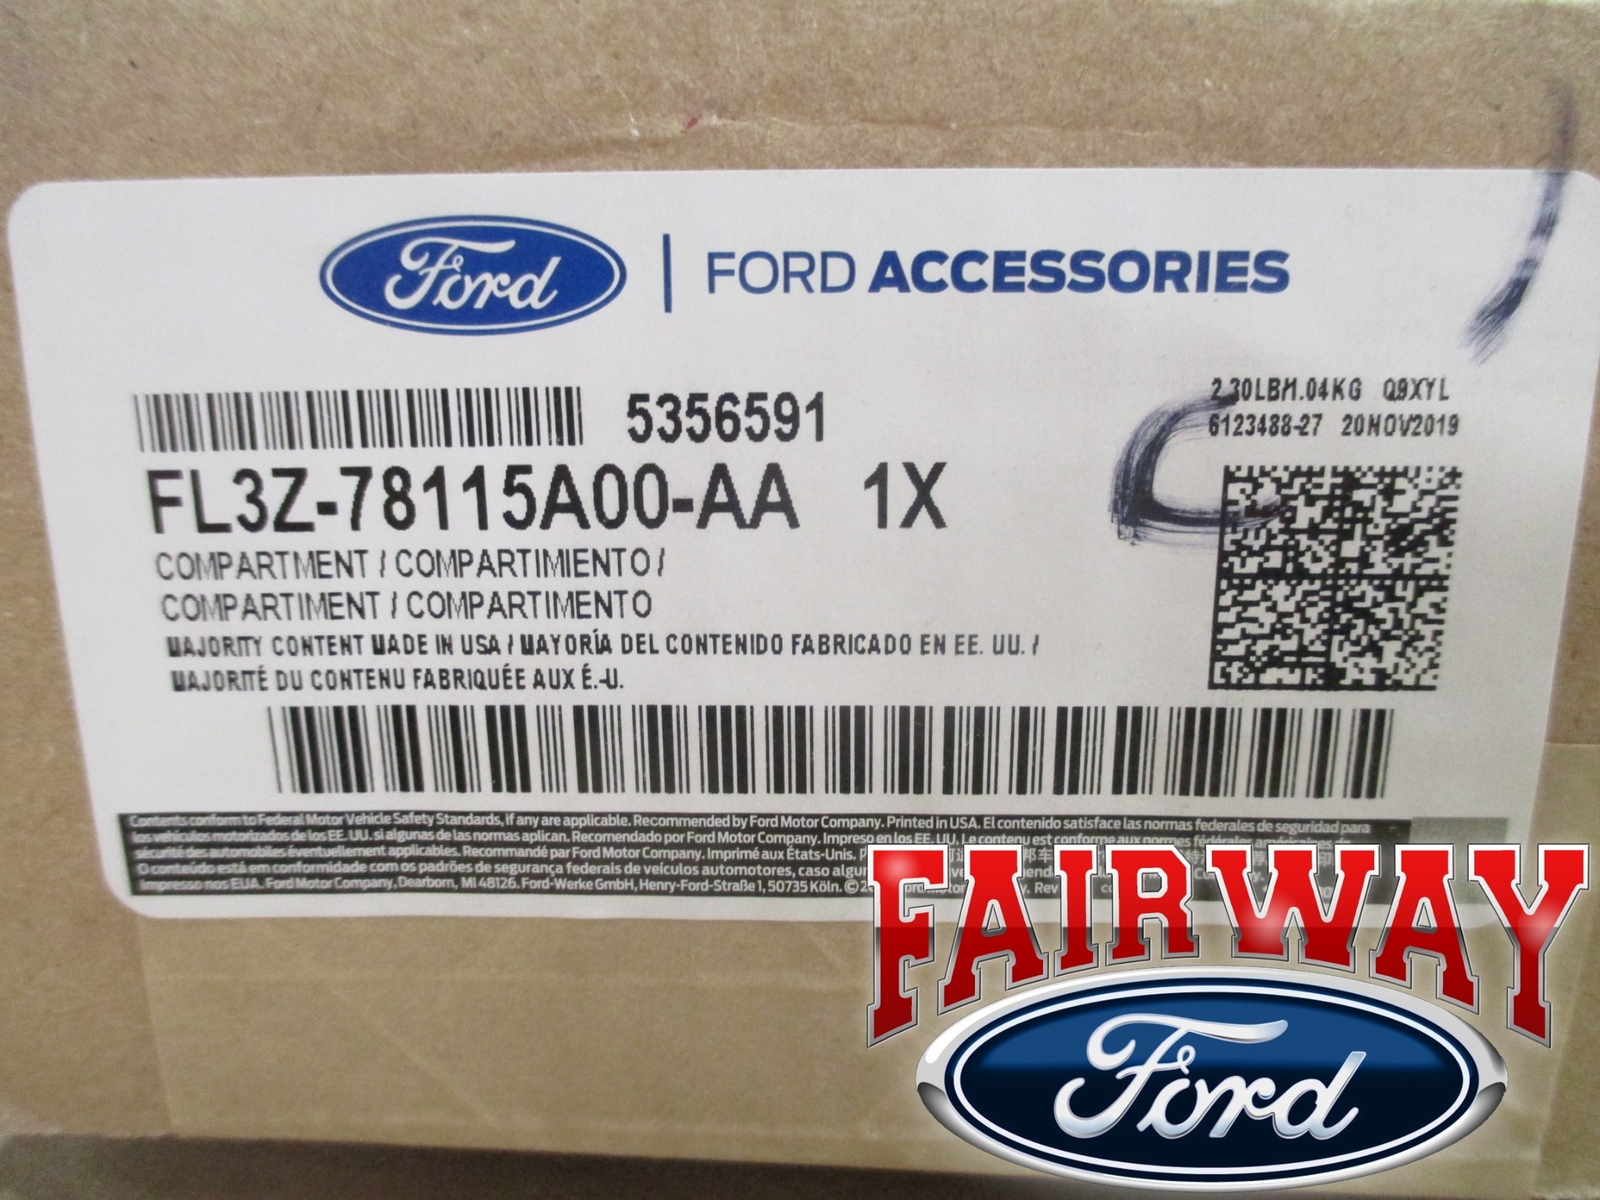 Ford | FORD ACCESSORIES
5356591
2.30LBM.04KG Q9XYL
6123488-27 20NOV2019
FL3Z-78115A00-AA 1X
COMPARTMENT / COMPARTIMIENTO /
COMPARTIMENT / COMPARTIMENTO
MAJORITY CONTENT MADE IN USA / MAYORÍA DEL CONTENIDO FABRICADO EN EE. UU. /
MAJORITÉ DU CONTENU FABRIQUÉE AUX É.-U.
Contents conform to Federal Motor Vehicle Safety Standards, if any are applicable. Recommended by Ford Motor Company. Printed in USA. El contenido satisface las normas federales de seguridad para
los vehículos motorizados de los EE. UU. si algunas de las normas aplican. Recomendado por Ford Motor Company. Impreso en los EE. UU. Le contenu est conforme aux normes fédérales américaines de
sécurité des automobiles éventuellement applicables. Recommandé par Ford Motor Company. Imprimé aux États-Unis.
O conteúdo está em conformidade com os padrões de segurança federais de veículos automotores, caso
Impresso nos EUA. Ford Motor Company, Dearborn, MI 48126. Ford-Werke GmbH, Henry-Ford-Straße 1, 50735 Köln. ©
FAIRWAY
Ford